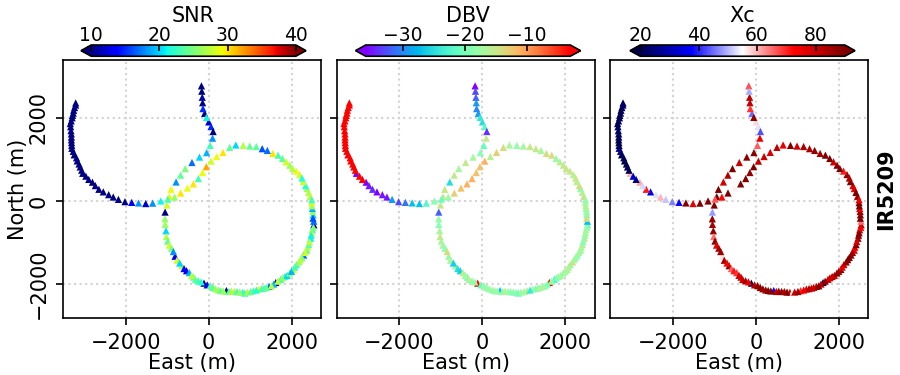 SNR DBV Xc
10 20 30 40 −30 −20 −10 20 40 60 80
2000
0
−2000
North (m)
IR5209
−2000 0 2000 −2000 0 2000 −2000 0 2000
East (m) East (m) East (m)